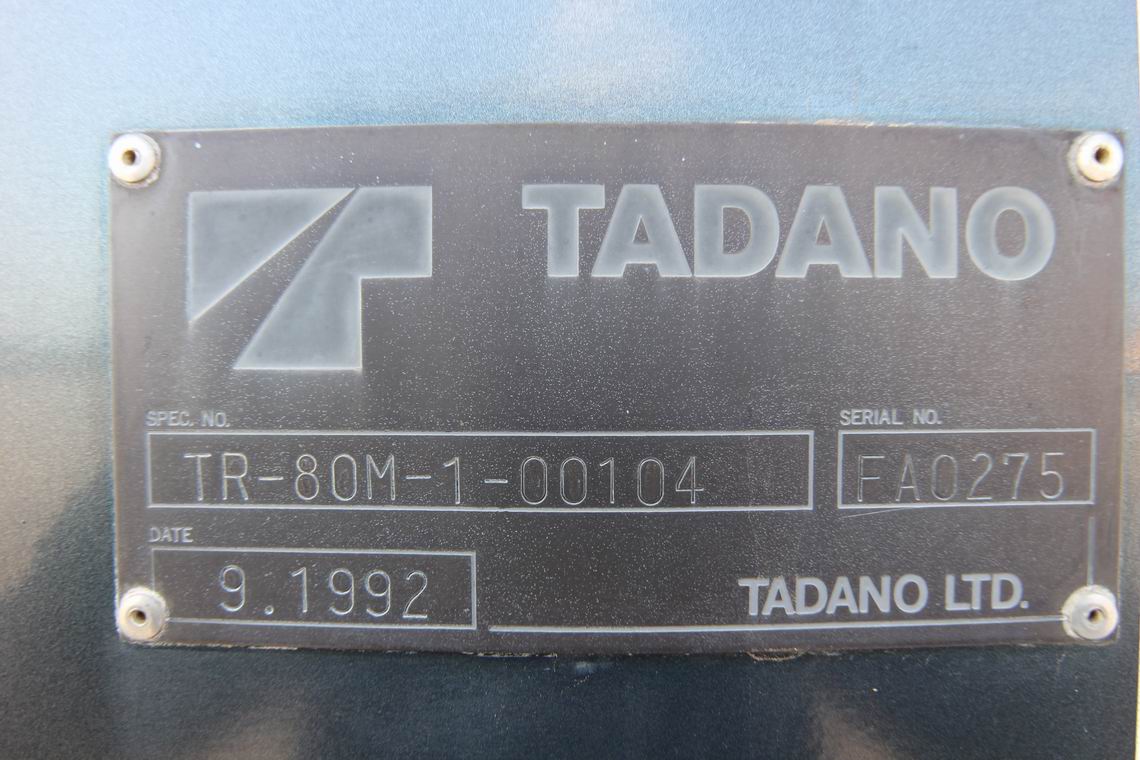 TADANO
SPEC. NO.
TR-80M-1-00104
SERIAL NO.
FA0275
DATE
9.1992
TADANO LTD.